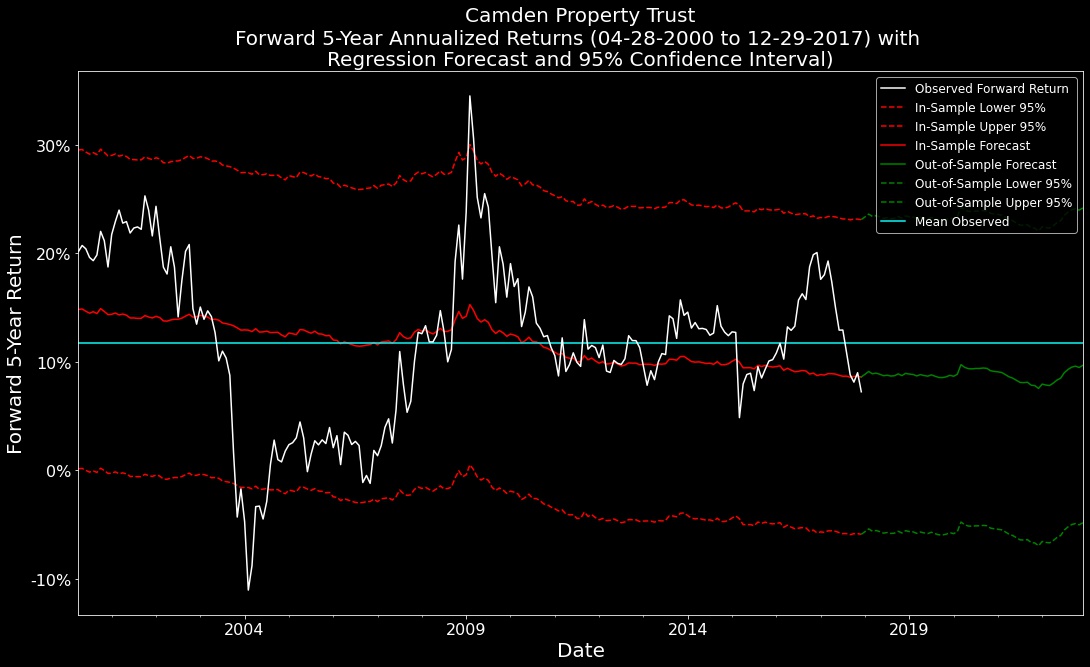 Camden Property Trust
Forward 5-Year Annualized Returns (04-28-2000 to 12-29-2017) with
Regression Forecast and 95% Confidence Interval)
Observed Forward Return
In-Sample Lower 95%
In-Sample Upper 95%
In-Sample Forecast
Out-of-Sample Forecast
Out-of-Sample Lower 95%
Out-of-Sample Upper 95%
Mean Observed
Forward 5-Year Return
30%
20%
10%
0%
-10%
2004
2009
2014
2019
Date